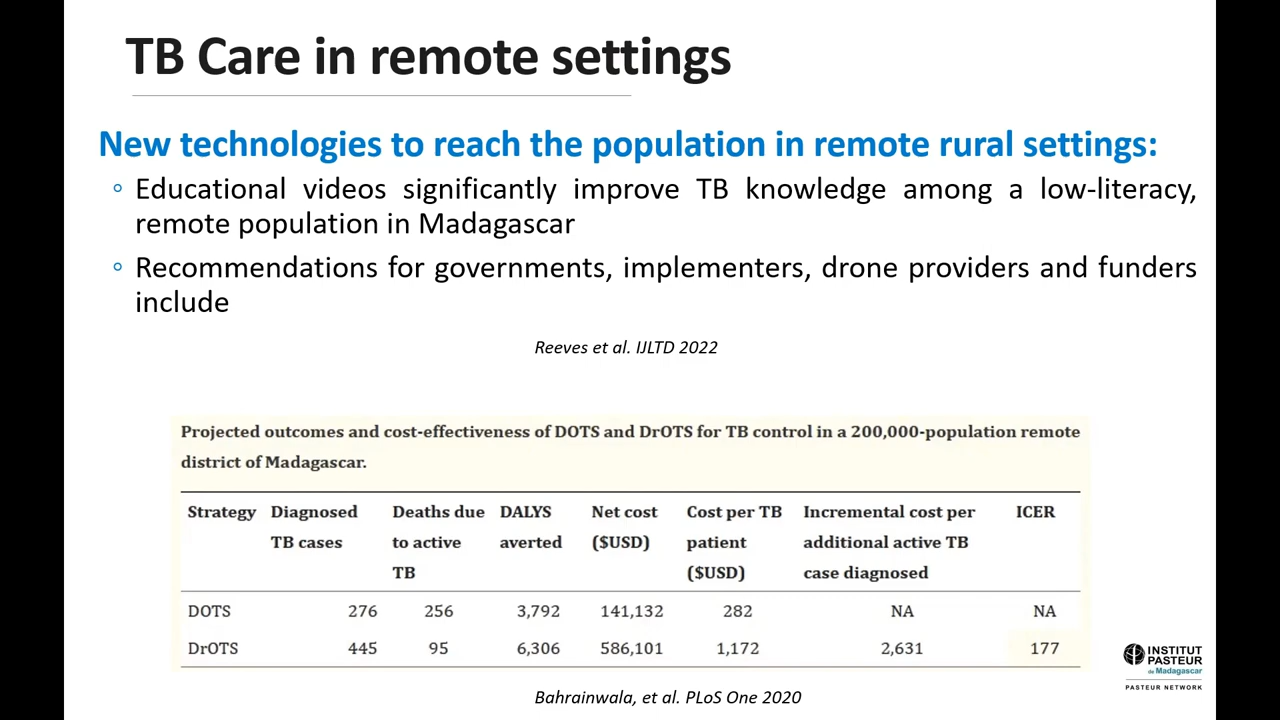 TB Care in remote settings
New technologies to reach the population in remote rural settings:
Educational videos significantly improve TB knowledge among a low-literacy,
remote population in Madagascar
Recommendations for governments, implementers, drone providers and funders
include
Reeves et al. IJLTD 2022
Projected outcomes and cost-effectiveness of DOTS and DrOTS for TB control in a 200,000-population remote
district of Madagascar.
Strategy Diagnosed Deaths due DALYS Net cost Cost per TB Incremental cost per ICER
TB cases to active averted ($USD) patient additional active TB
TB ($USD) case diagnosed
DOTS 276 256 3,792 141,132 282 NA NA
DrOTS 445 95 6,306 586,101 1,172 2,631 177
INSTITUT
PASTEUR
de Madagascar
PASTEUR NETWORK
Bahrainwala, et al. PLoS One 2020